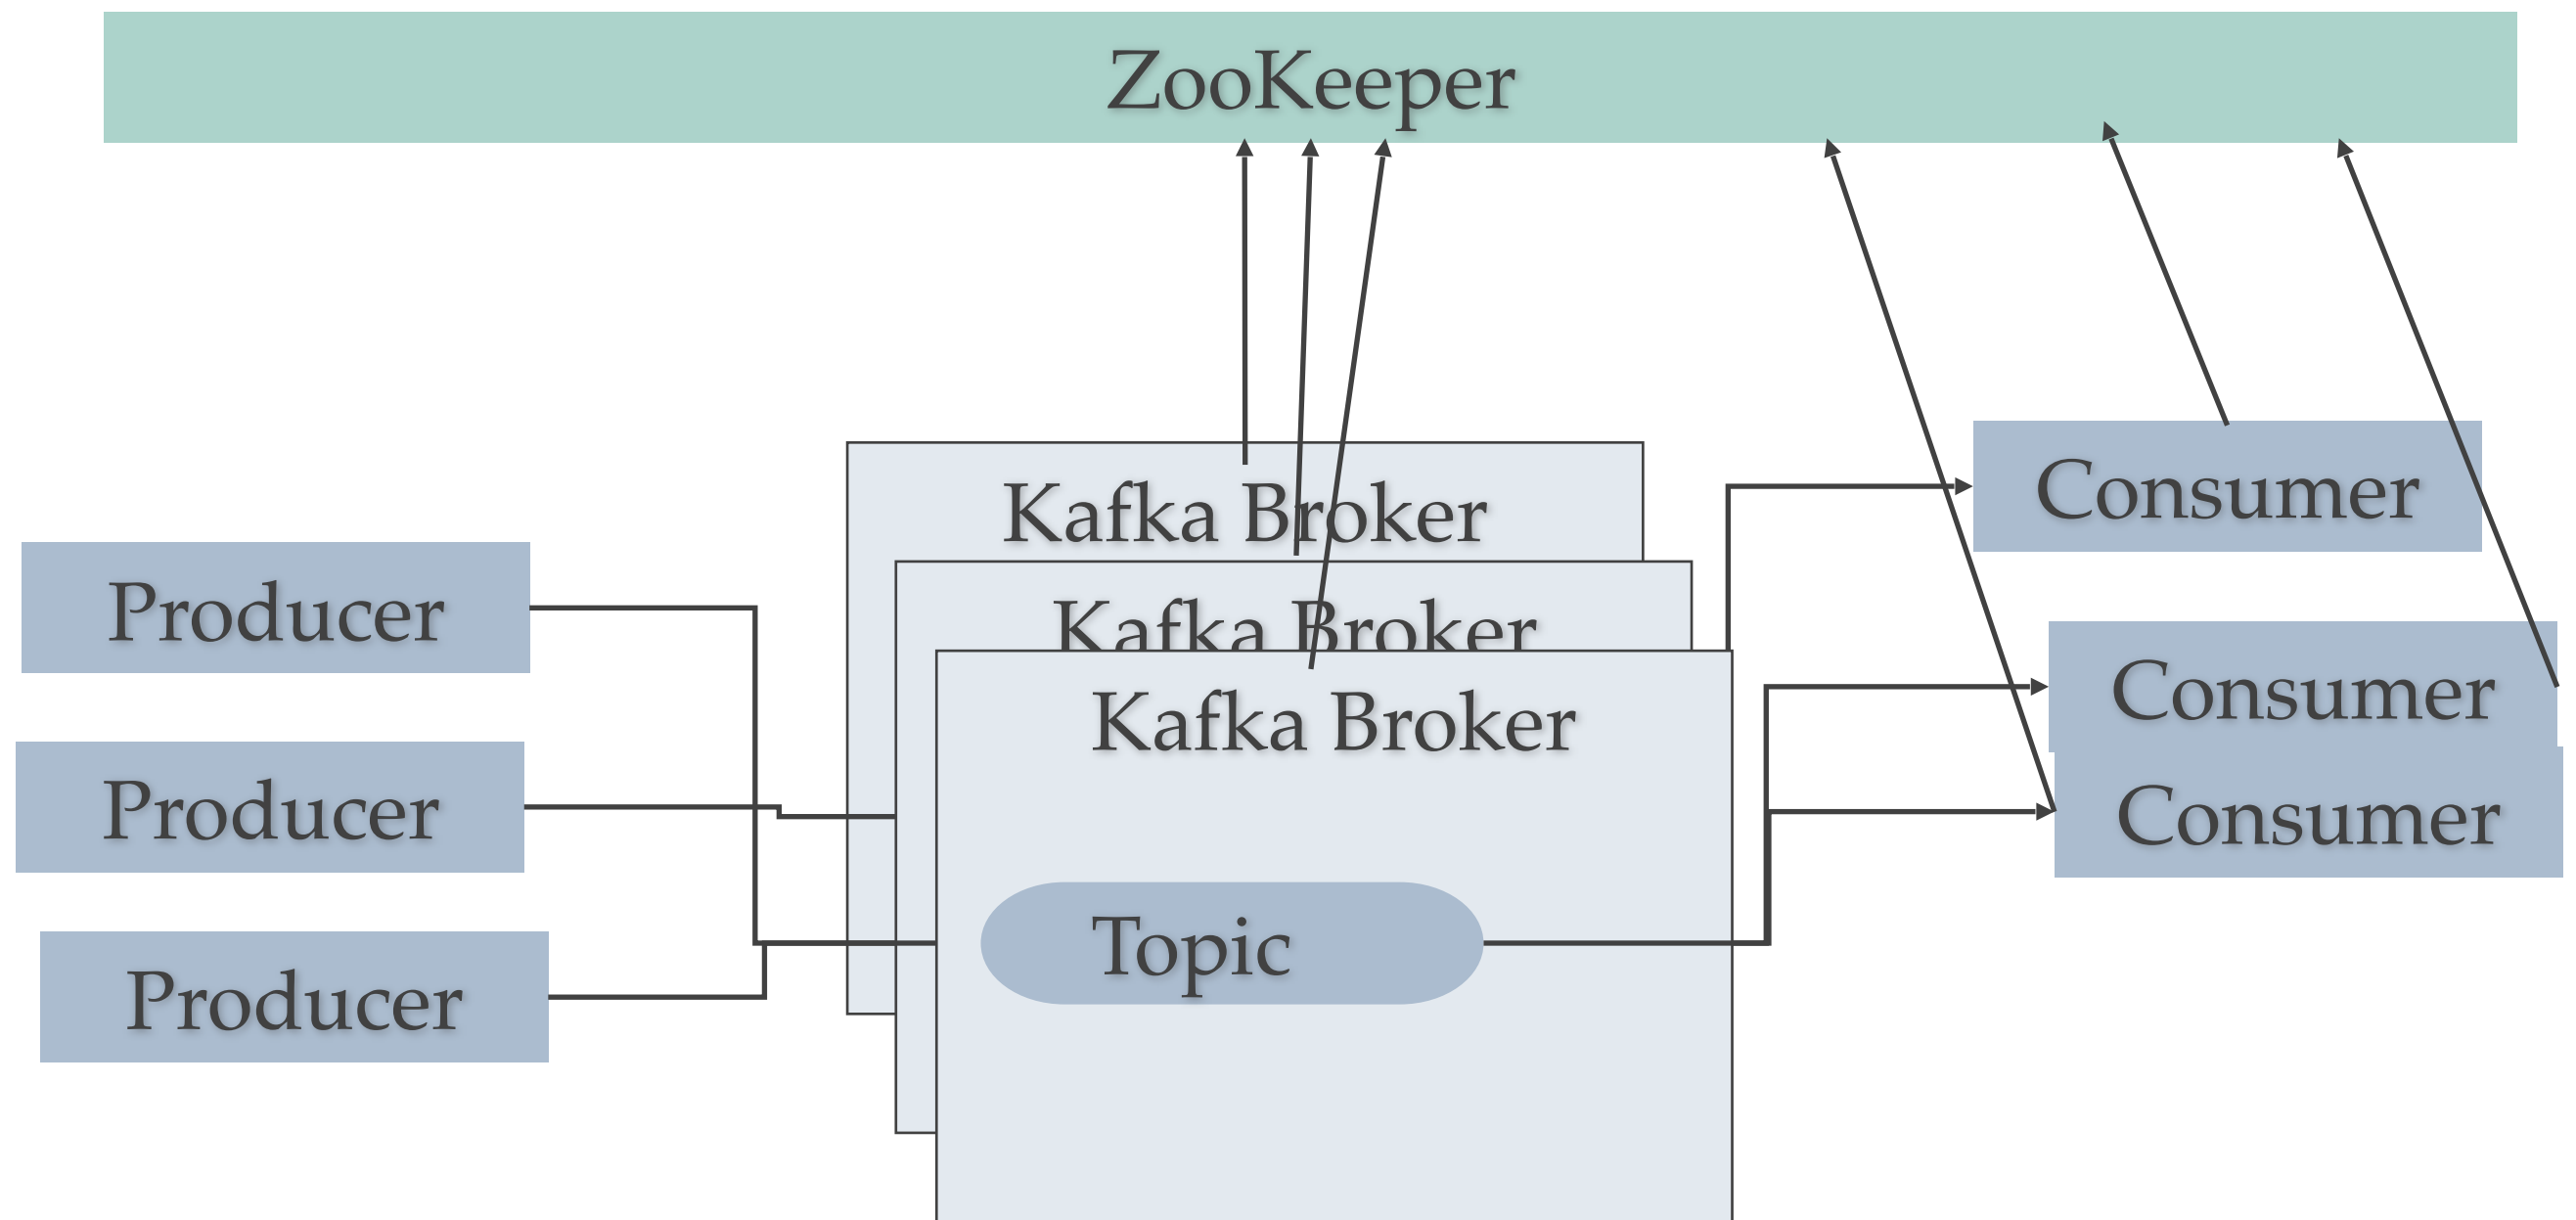 ZooKeeper
Kafka Broker
Kafka Broker
Kafka Broker
Topic
Producer
Producer
Producer
Consumer
Consumer
Consumer